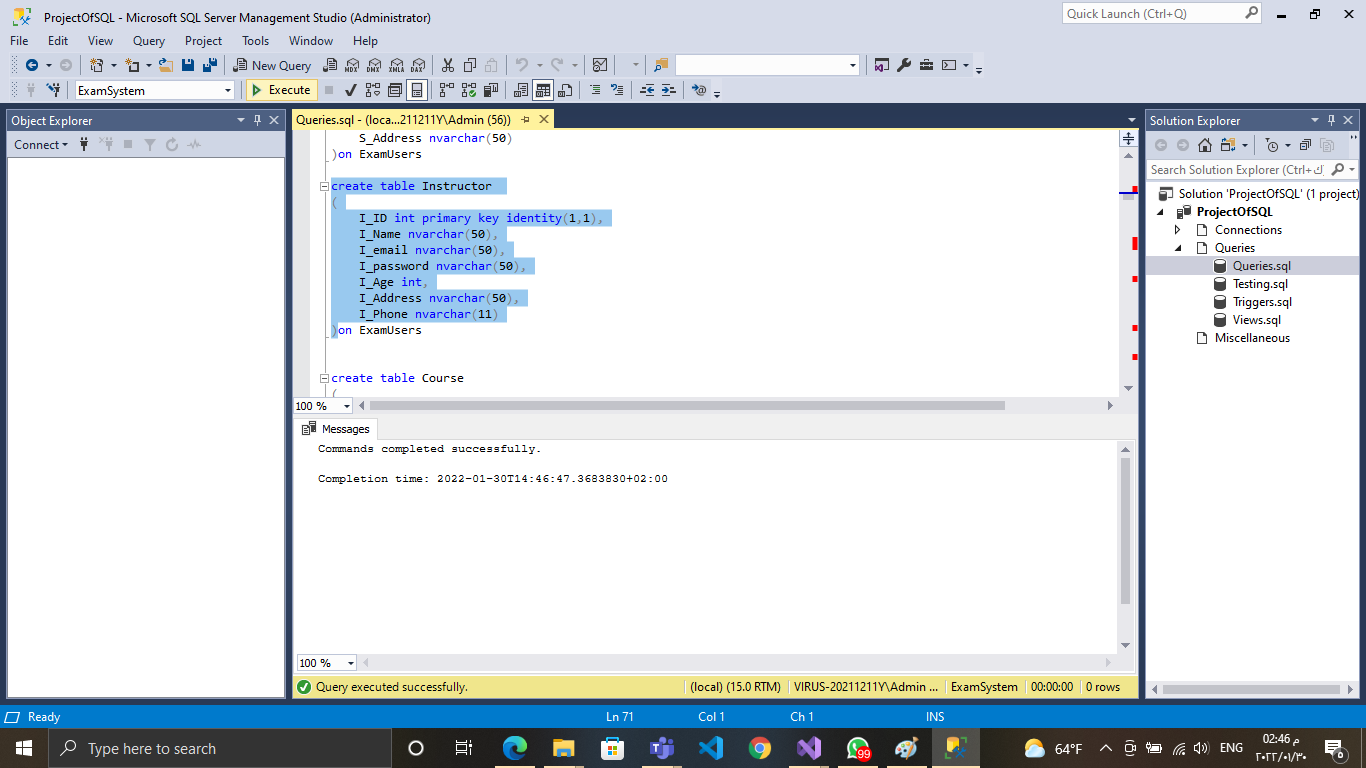 ProjectOfSQL - Microsoft SQL Server Management Studio (Administrator)
Quick Launch (Ctrl+Q)
File Edit View Query Project Tools Window Help
New Query MDX DMX XMLA DAX
ExamSystem Execute
Object Explorer
Connect
Queries.sql - (loca...211211Y\Admin (56))
S_Address nvarchar(50)
)on ExamUsers
create table Instructor
(
I_ID int primary key identity(1,1),
I_Name nvarchar(50),
I_email nvarchar(50),
I_password nvarchar(50),
I_Age int,
I_Address nvarchar(50),
I_Phone nvarchar(11)
)on ExamUsers
create table Course
(
100 %
Messages
Commands completed successfully.
Completion time: 2022-01-30T14:46:47.3683830+02:00
100 %
Query executed successfully. (local) (15.0 RTM) VIRUS-20211211Y\Admin ... ExamSystem 00:00:00 0 rows
Solution Explorer
Search Solution Explorer (Ctrl+
Solution 'ProjectOfSQL' (1 project)
ProjectOfSQL
Connections
Queries
Queries.sql
Testing.sql
Triggers.sql
Views.sql
Miscellaneous
Ready Ln 71 Col 1 Ch 1 INS
Type here to search
99
64°F ENG
02:46 م
٢٠٢٢/٠١/٣٠
8